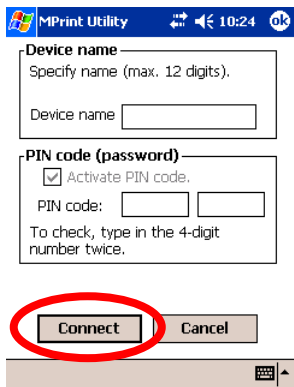 MPrint Utility 10:24 ok
Device name
Specify name (max. 12 digits).
Device name
PIN code (password)
Activate PIN code.
PIN code:
To check, type in the 4-digit
number twice.
Connect Cancel